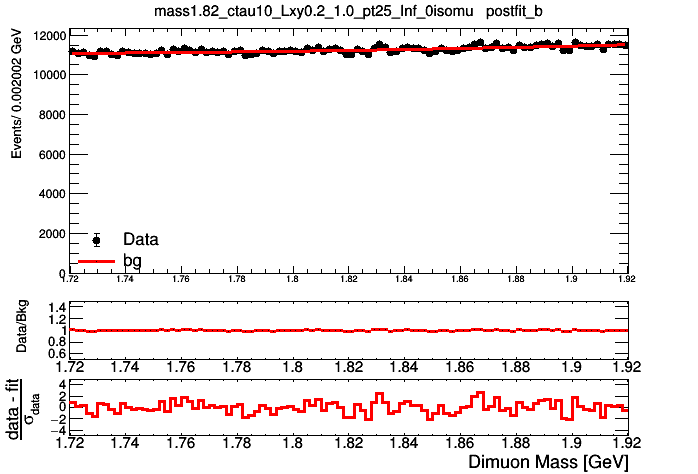 mass1.82_ctau10_Lxy0.2_1.0_pt25_Inf_0isomu postfit_b
Events/ 0.002002 GeV
12000
10000
8000
6000
4000
2000
0
Data
bg
1.72 1.74 1.76 1.78 1.8 1.82 1.84 1.86 1.88 1.9 1.92
Data/Bkg
1.4
1.2
1
0.8
0.6
1.72 1.74 1.76 1.78 1.8 1.82 1.84 1.86 1.88 1.9 1.92
data - fit
σdata
4
2
0
−2
−4
1.72 1.74 1.76 1.78 1.8 1.82 1.84 1.86 1.88 1.9 1.92
Dimuon Mass [GeV]